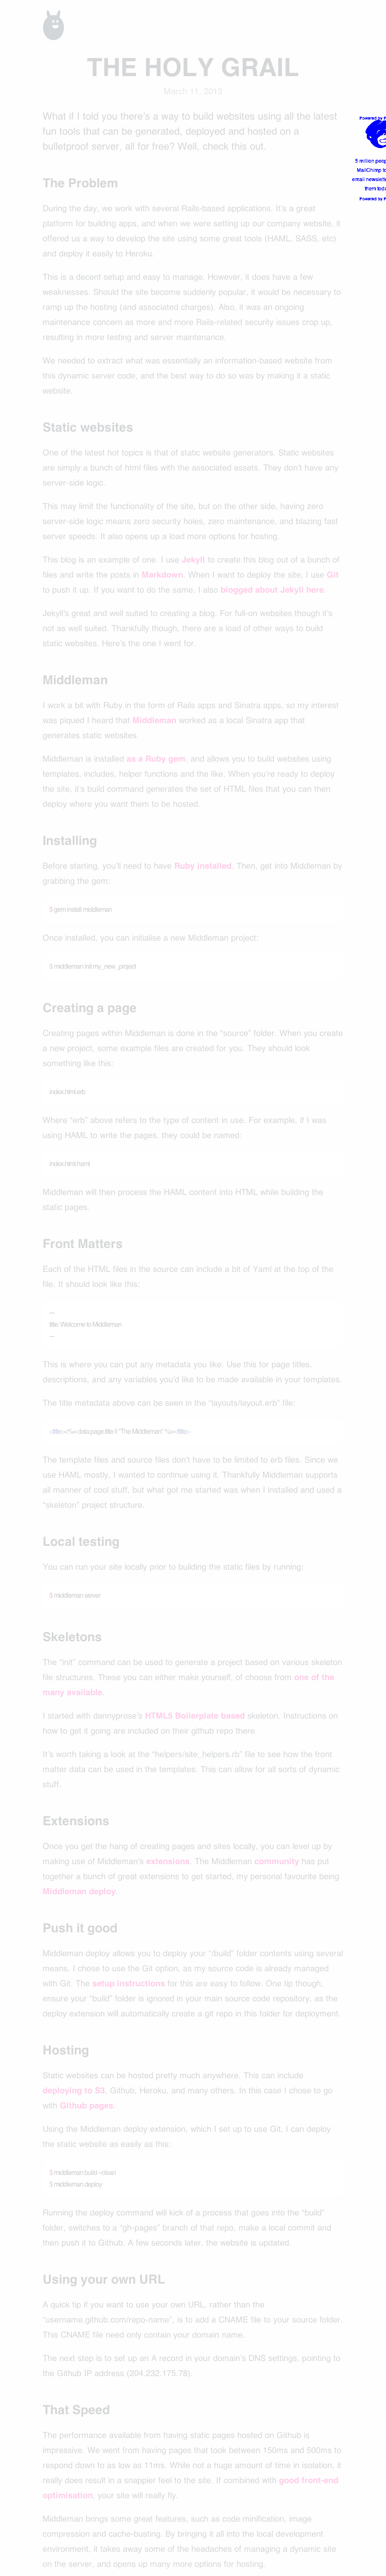 THE HOLY GRAIL
March 11, 2013
What if I told you there's a way to build websites using all the latest
fun tools that can be generated, deployed and hosted on a
bulletproof server, all for free? Well, check this out.
Powered by F
5 million peop
MailChimp to
email newslette
them toda
Powered by F
The Problem
During the day, we work with several Rails-based applications. It's a great
platform for building apps, and when we were setting up our company website, it
offered us a way to develop the site using some great tools (HAML, SASS, etc)
and deploy it easily to Heroku.
This is a decent setup and easy to manage. However, it does have a few
weaknesses. Should the site become suddenly popular, it would be necessary to
ramp up the hosting (and associated charges). Also, it was an ongoing
maintenance concern as more and more Rails-related security issues crop up,
resulting in more testing and server maintenance.
We needed to extract what was essentially an information-based website from
this dynamic server code, and the best way to do so was by making it a static
website.
Static websites
One of the latest hot topics is that of static website generators. Static websites
are simply a bunch of html files with the associated assets. They don't have any
server-side logic.
This may limit the functionality of the site, but on the other side, having zero
server-side logic means zero security holes, zero maintenance, and blazing fast
server speeds. It also opens up a load more options for hosting.
This blog is an example of one. I use Jekyll to create this blog out of a bunch of
files and write the posts in Markdown. When I want to deploy the site, I use Git
to push it up. If you want to do the same, I also blogged about Jekyll here.
Jekyll's great and well suited to creating a blog. For full-on websites though it's
not as well suited. Thankfully though, there are a load of other ways to build
static websites. Here's the one I went for.
Middleman
I work a bit with Ruby in the form of Rails apps and Sinatra apps, so my interest
was piqued I heard that Middleman worked as a local Sinatra app that
generates static websites.
Middleman is installed as a Ruby gem, and allows you to build websites using
templates, includes, helper functions and the like. When you're ready to deploy
the site, it's build command generates the set of HTML files that you can then
deploy where you want them to be hosted.
Installing
Before starting, you'll need to have Ruby installed. Then, get into Middleman by
grabbing the gem:
$ gem install middleman
Once installed, you can initialise a new Middleman project:
$ middleman init my_new_project
Creating a page
Creating pages within Middleman is done in the "source" folder. When you create
a new project, some example files are created for you. They should look
something like this:
index.html.erb
Where "erb" above refers to the type of content in use. For example, if I was
using HAML to write the pages, they could be named:
index.html.haml
Middleman will then process the HAML content into HTML while building the
static pages.
Front Matters
Each of the HTML files in the source can include a bit of Yaml at the top of the
file. It should look like this:
---
title: Welcome to Middleman
---
This is where you can put any metadata you like. Use this for page titles,
descriptions, and any variables you'd like to be made available in your templates.
The title metadata above can be seen in the "layouts/layout.erb" file:
<title><%= data.page.title || "The Middleman" %></title>
The template files and source files don't have to be limited to erb files. Since we
use HAML mostly, I wanted to continue using it. Thankfully Middleman supports
all manner of cool stuff, but what got me started was when I installed and used a
"skeleton" project structure.
Local testing
You can run your site locally prior to building the static files by running:
$ middleman server
Skeletons
The "init" command can be used to generate a project based on various skeleton
file structures. These you can either make yourself, of choose from one of the
many available.
I started with dannyprose's HTML5 Boilerplate based skeleton. Instructions on
how to get it going are included on their github repo there.
It's worth taking a look at the "helpers/site_helpers.rb" file to see how the front
matter data can be used in the templates. This can allow for all sorts of dynamic
stuff.
Extensions
Once you get the hang of creating pages and sites locally, you can level up by
making use of Middleman's extensions. The Middleman community has put
together a bunch of great extensions to get started, my personal favourite being
Middleman deploy.
Push it good
Middleman deploy allows you to deploy your "/build" folder contents using several
means. I chose to use the Git option, as my source code is already managed
with Git. The setup instructions for this are easy to follow. One tip though,
ensure your "build" folder is ignored in your main source code repository, as the
deploy extension will automatically create a git repo in this folder for deployment.
Hosting
Static websites can be hosted pretty much anywhere. This can include
deploying to S3, Github, Heroku, and many others. In this case I chose to go
with Github pages.
Using the Middleman deploy extension, which I set up to use Git, I can deploy
the static website as easily as this:
$ middleman build --clean
$ middleman deploy
Running the deploy command will kick of a process that goes into the "build"
folder, switches to a "gh-pages" branch of that repo, make a local commit and
then push it to Github. A few seconds later, the website is updated.
Using your own URL
A quick tip if you want to use your own URL, rather than the
"username.github.com/repo-name", is to add a CNAME file to your source folder.
This CNAME file need only contain your domain name.
The next step is to set up an A record in your domain's DNS settings, pointing to
the Github IP address (204.232.175.78).
That Speed
The performance available from having static pages hosted on Github is
impressive. We went from having pages that took between 150ms and 500ms to
respond down to as low as 11ms. While not a huge amount of time in isolation, it
really does result in a snappier feel to the site. If combined with good front-end
optimisation, your site will really fly.
Middleman brings some great features, such as code minification, image
compression and cache-busting. By bringing it all into the local development
environment, it takes away some of the headaches of managing a dynamic site
on the server, and opens up many more options for hosting.